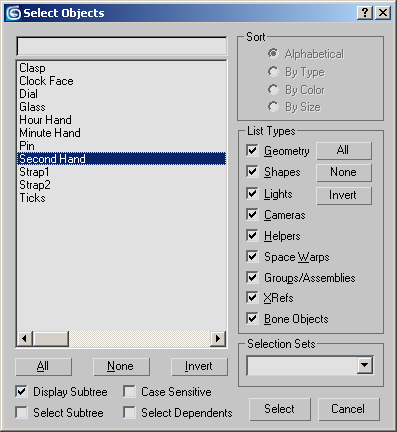 Select Objects
Clasp
Clock Face
Dial
Glass
Hour Hand
Minute Hand
Pin
Second Hand
Strap1
Strap2
Ticks
All None Invert
Display Subtree Case Sensitive
Select Subtree Select Dependents
Sort
Alphabetical
By Type
By Color
By Size
List Types
Geometry All
Shapes None
Lights Invert
Cameras
Helpers
Space Warps
Groups/Assemblies
XRefs
Bone Objects
Selection Sets
Select Cancel